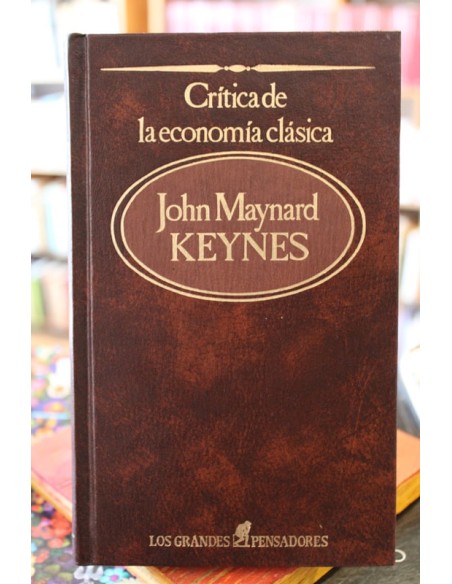 Crítica de
la economía clásica
John Maynard
KEYNES
LOS GRANDES PENSADORES